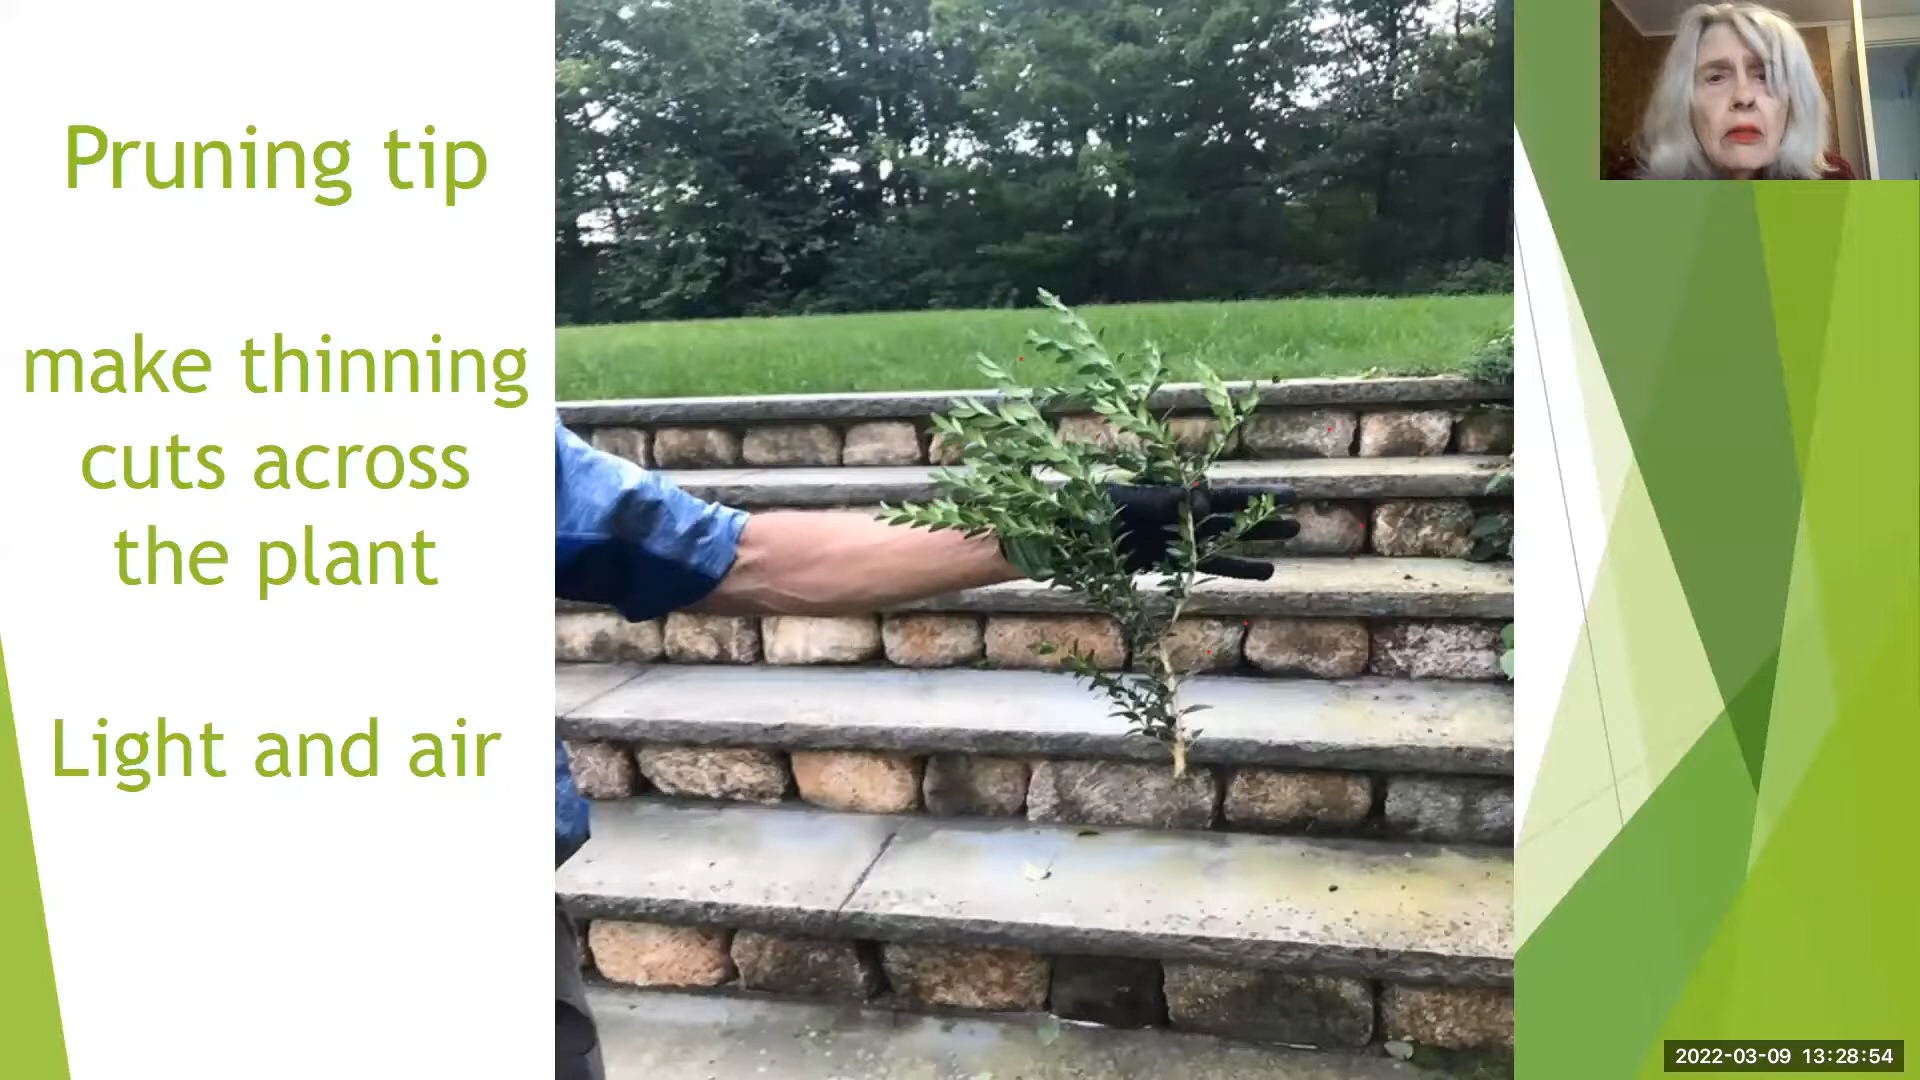 Pruning tip
make thinning
cuts across
the plant
Light and air
2022-03-09 13:28:54